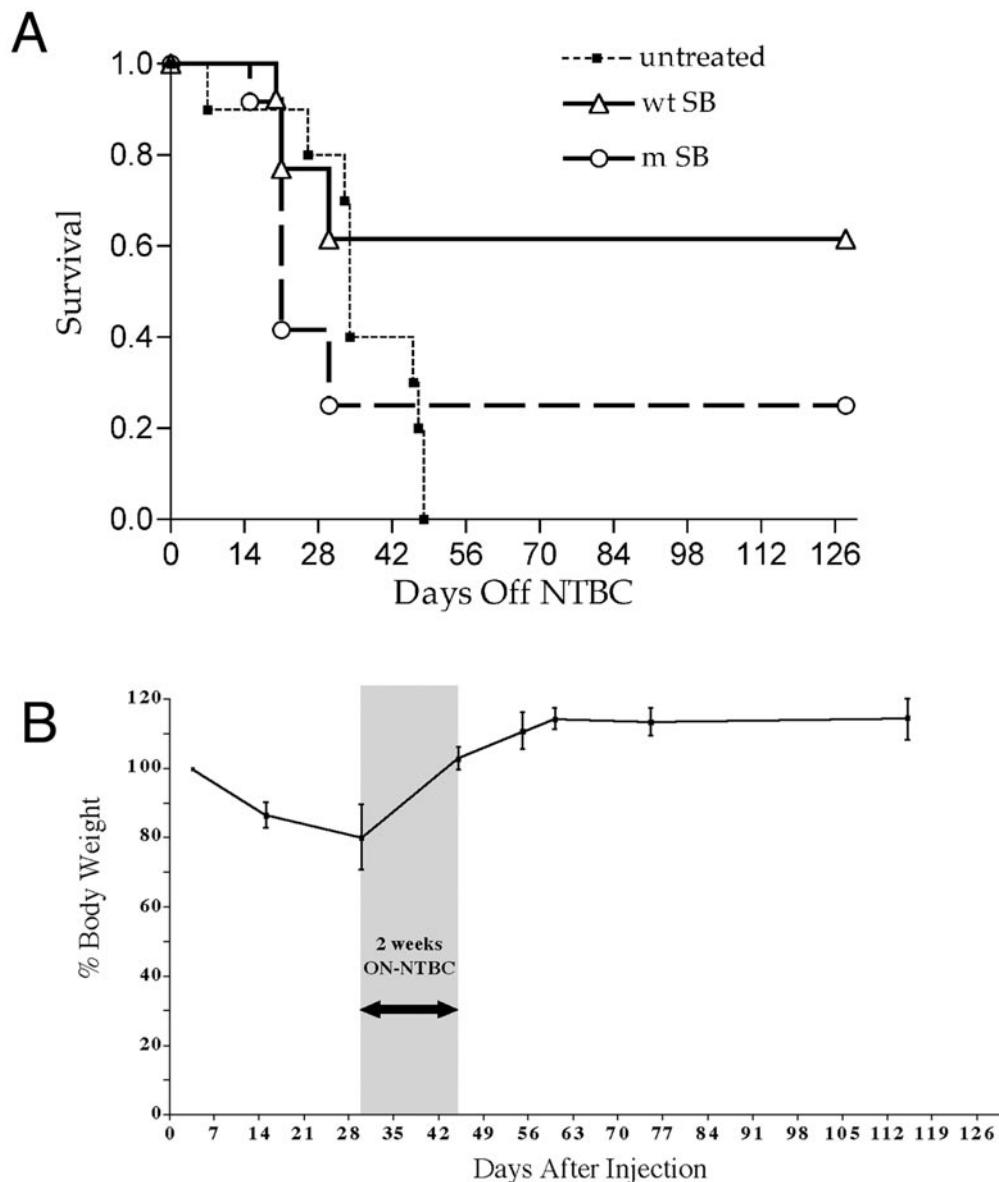 A
untreated
wt SB
m SB
1.0
0.8
0.6
0.4
0.2
0.0
Survival
0 14 28 42 56 70 84 98 112 126
Days Off NTBC
B
120
100
80
60
40
20
0
% Body Weight
2 weeks
ON-NTBC
0 7 14 21 28 35 42 49 56 63 70 77 84 91 98 105 112 119 126
Days After Injection